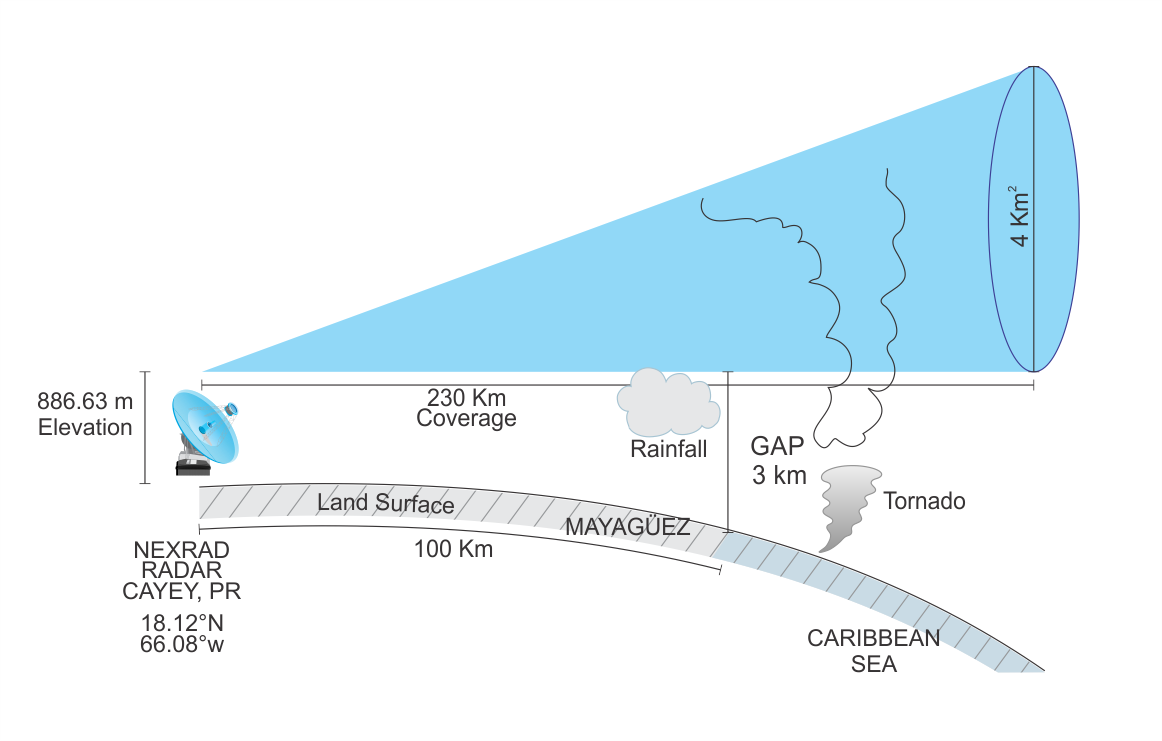 4 Km²
886.63 m
Elevation
230 Km
Coverage
Rainfall
GAP
3 km
Tornado
Land Surface
MAYAGÜEZ
100 Km
NEXRAD
RADAR
CAYEY, PR
18.12°N
66.08°w
CARIBBEAN
SEA